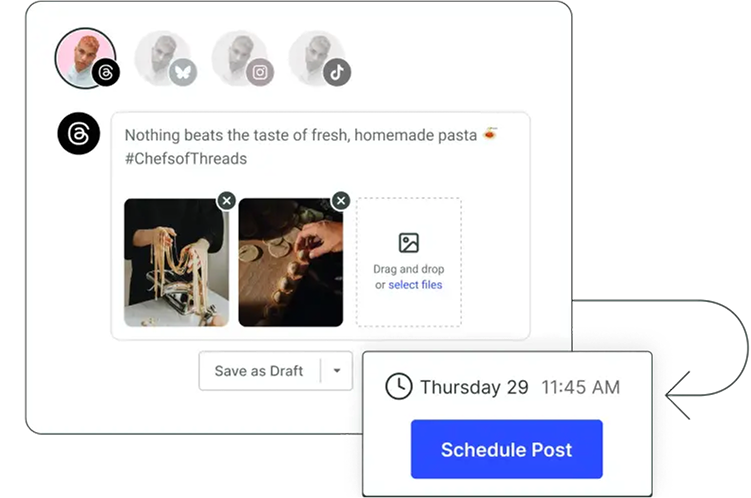 Nothing beats the taste of fresh, homemade pasta 🍝
#ChefsofThreads
Drag and drop
or select files
Save as Draft
Thursday 29 11:45 AM
Schedule Post